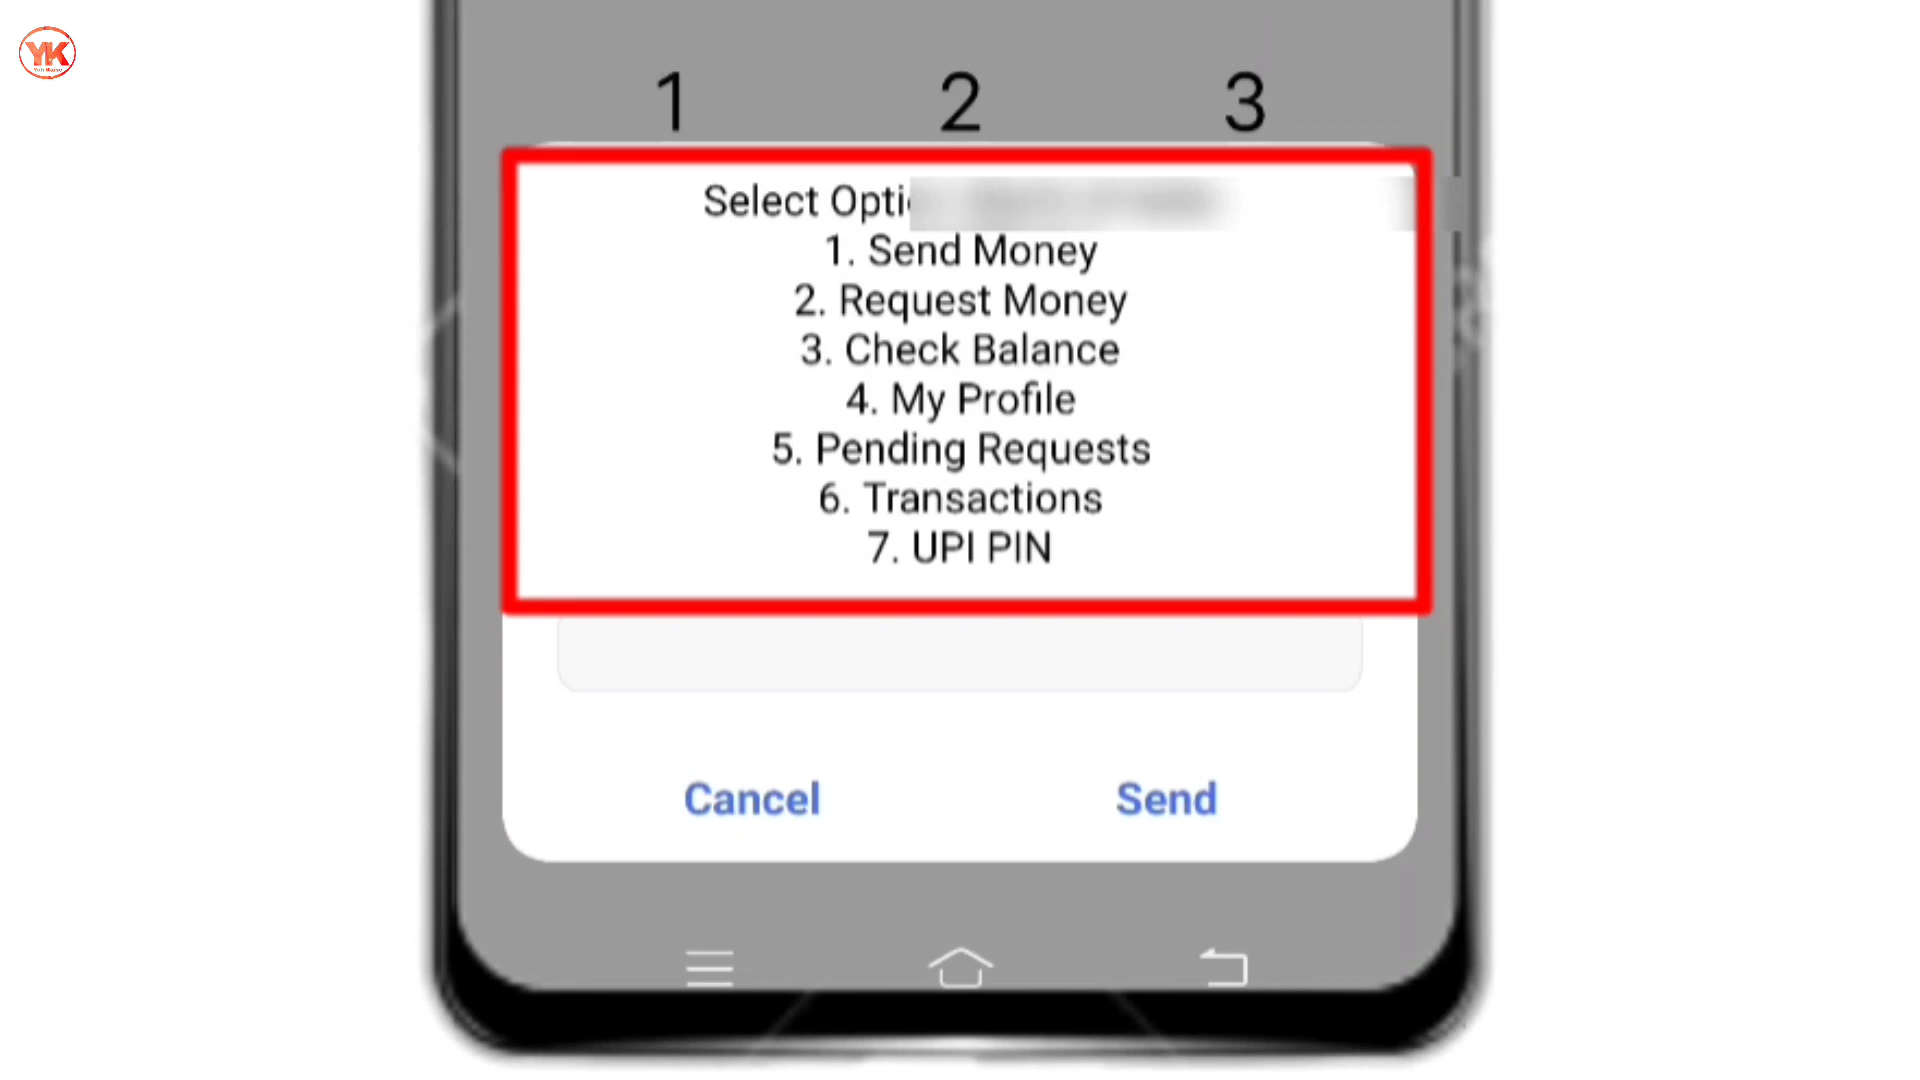 YK
1 2 3
Select Opti
1. Send Money
2. Request Money
3. Check Balance
4. My Profile
5. Pending Requests
6. Transactions
7. UPI PIN
Cancel Send